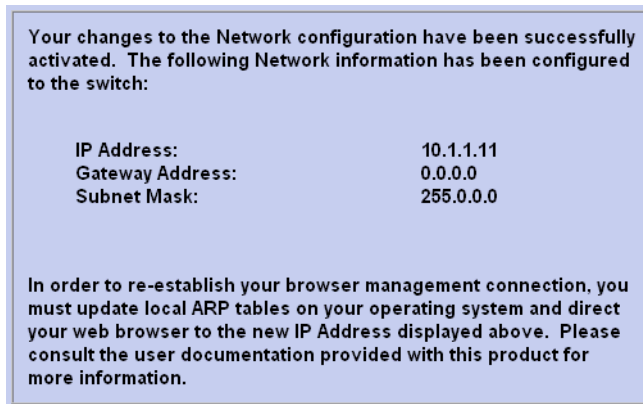 Your changes to the Network configuration have been successfully
activated.  The following Network information has been configured
to the switch:
IP Address: 10.1.1.11
Gateway Address: 0.0.0.0
Subnet Mask: 255.0.0.0
In order to re-establish your browser management connection, you
must update local ARP tables on your operating system and direct
your web browser to the new IP Address displayed above.  Please
consult the user documentation provided with this product for
more information.